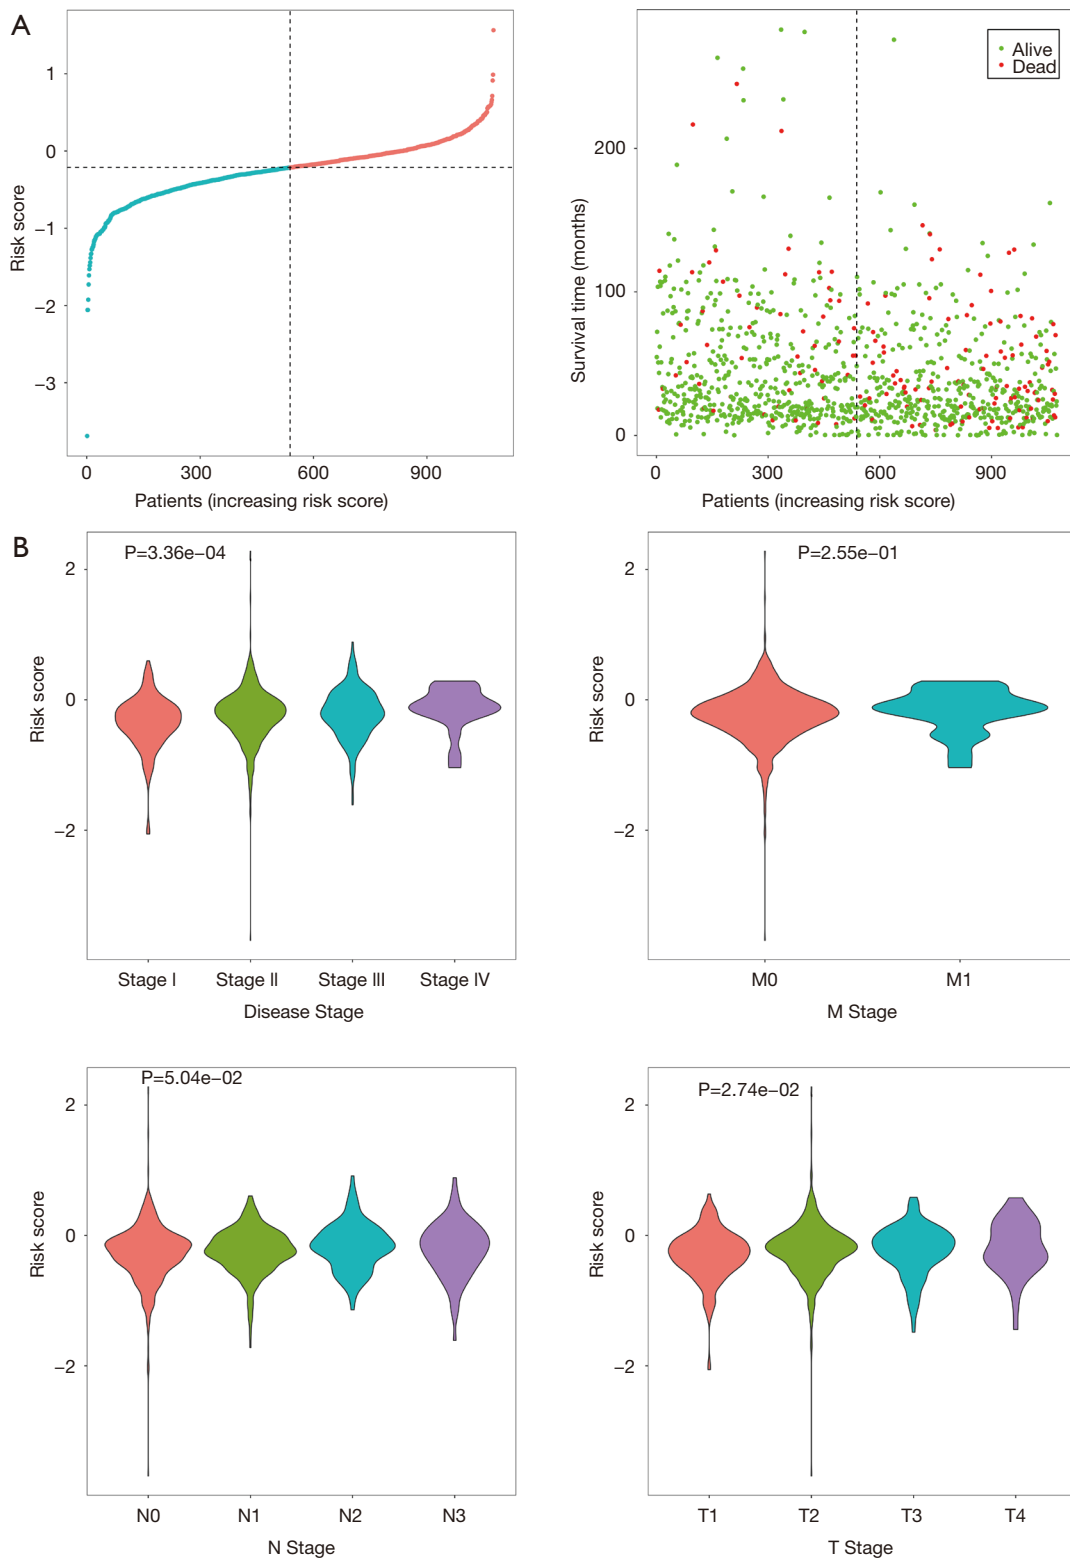 A
1
0
−1
−2
−3
Risk score
0
300
600
900
Patients (increasing risk score)
Alive
Dead
200
100
0
Survival time (months)
0
300
600
900
Patients (increasing risk score)
B
P=3.36e−04
2
0
−2
Risk score
Stage I
Stage II
Stage III
Stage IV
Disease Stage
P=2.55e−01
2
0
−2
Risk score
M0
M1
M Stage
P=5.04e−02
2
0
−2
Risk score
N0
N1
N2
N3
N Stage
P=2.74e−02
2
0
−2
Risk score
T1
T2
T3
T4
T Stage